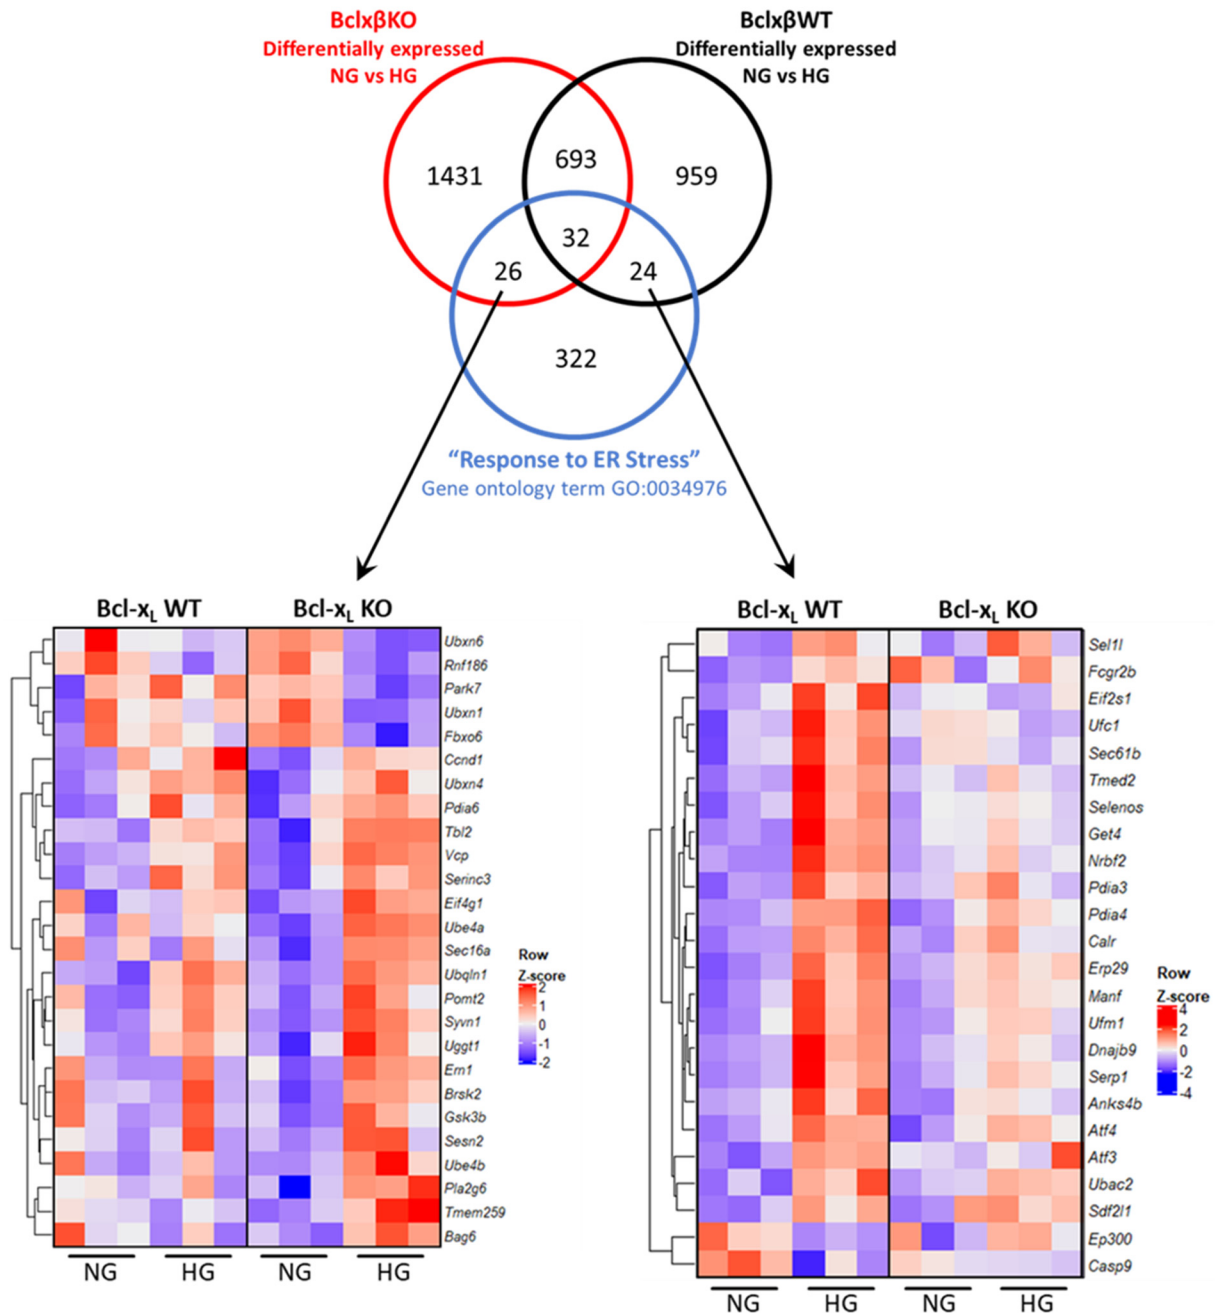 BclxβKO
Differentially expressed
NG vs HG
BclxβWT
Differentially expressed
NG vs HG
1431
693
959
32
26
24
322
“Response to ER Stress”
Gene ontology term GO:0034976
Bcl-xL WT
Bcl-xL KO
Ubxn6
Rnf186
Park7
Ubxn1
Fbxo6
Ccnd1
Ubxn4
Pdia6
Tbl2
Vcp
Serinc3
Eif4g1
Ube4a
Sec16a
Ubqln1
Pomt2
Syvn1
Uggt1
Ern1
Brsk2
Gsk3b
Sesn2
Ube4b
Pla2g6
Tmem259
Bag6
NG
HG
NG
HG
Row
Z-score
2
1
0
-1
-2
Bcl-xL WT
Bcl-xL KO
Sel1l
Fcgr2b
Eif2s1
Ufc1
Sec61b
Tmed2
Selenos
Get4
Nrbf2
Pdia3
Pdia4
Calr
Erp29
Manf
Ufm1
Dnajb9
Serp1
Anks4b
Atf4
Atf3
Ubac2
Sdf2l1
Ep300
Casp9
NG
HG
NG
HG
Row
Z-score
4
2
0
-2
-4